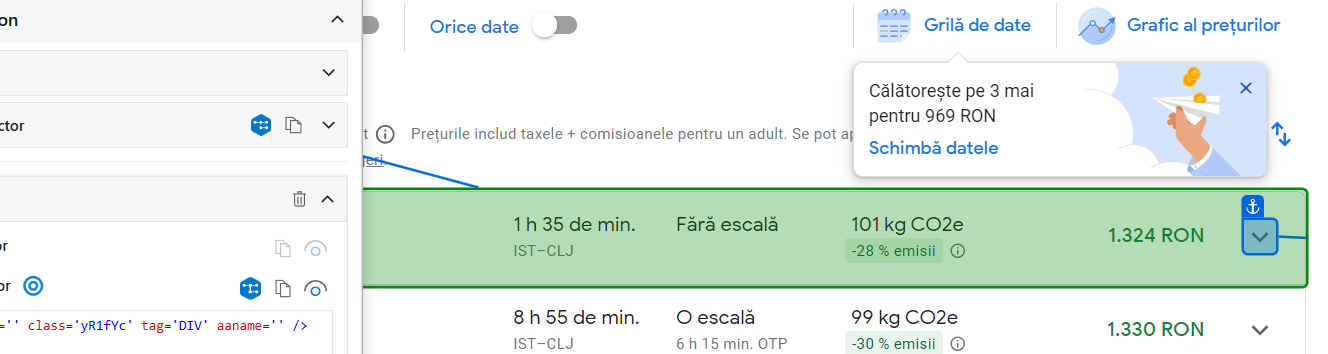 on
Orice date
Grilă de date
Grafic al prețurilor
Călătorește pe 3 mai
pentru 969 RON
Schimbă datele
ctor
t
Prețurile includ taxele + comisioanele pentru un adult. Se pot ap
jeri.
1 h 35 de min.
Fără escală
101 kg CO2e
1.324 RON
IST–CLJ
-28 % emisii
or
or
='' class='yR1fYc' tag='DIV' aaname='' />
8 h 55 de min.
O escală
99 kg CO2e
1.330 RON
IST–CLJ
6 h 15 min. OTP
-30 % emisii